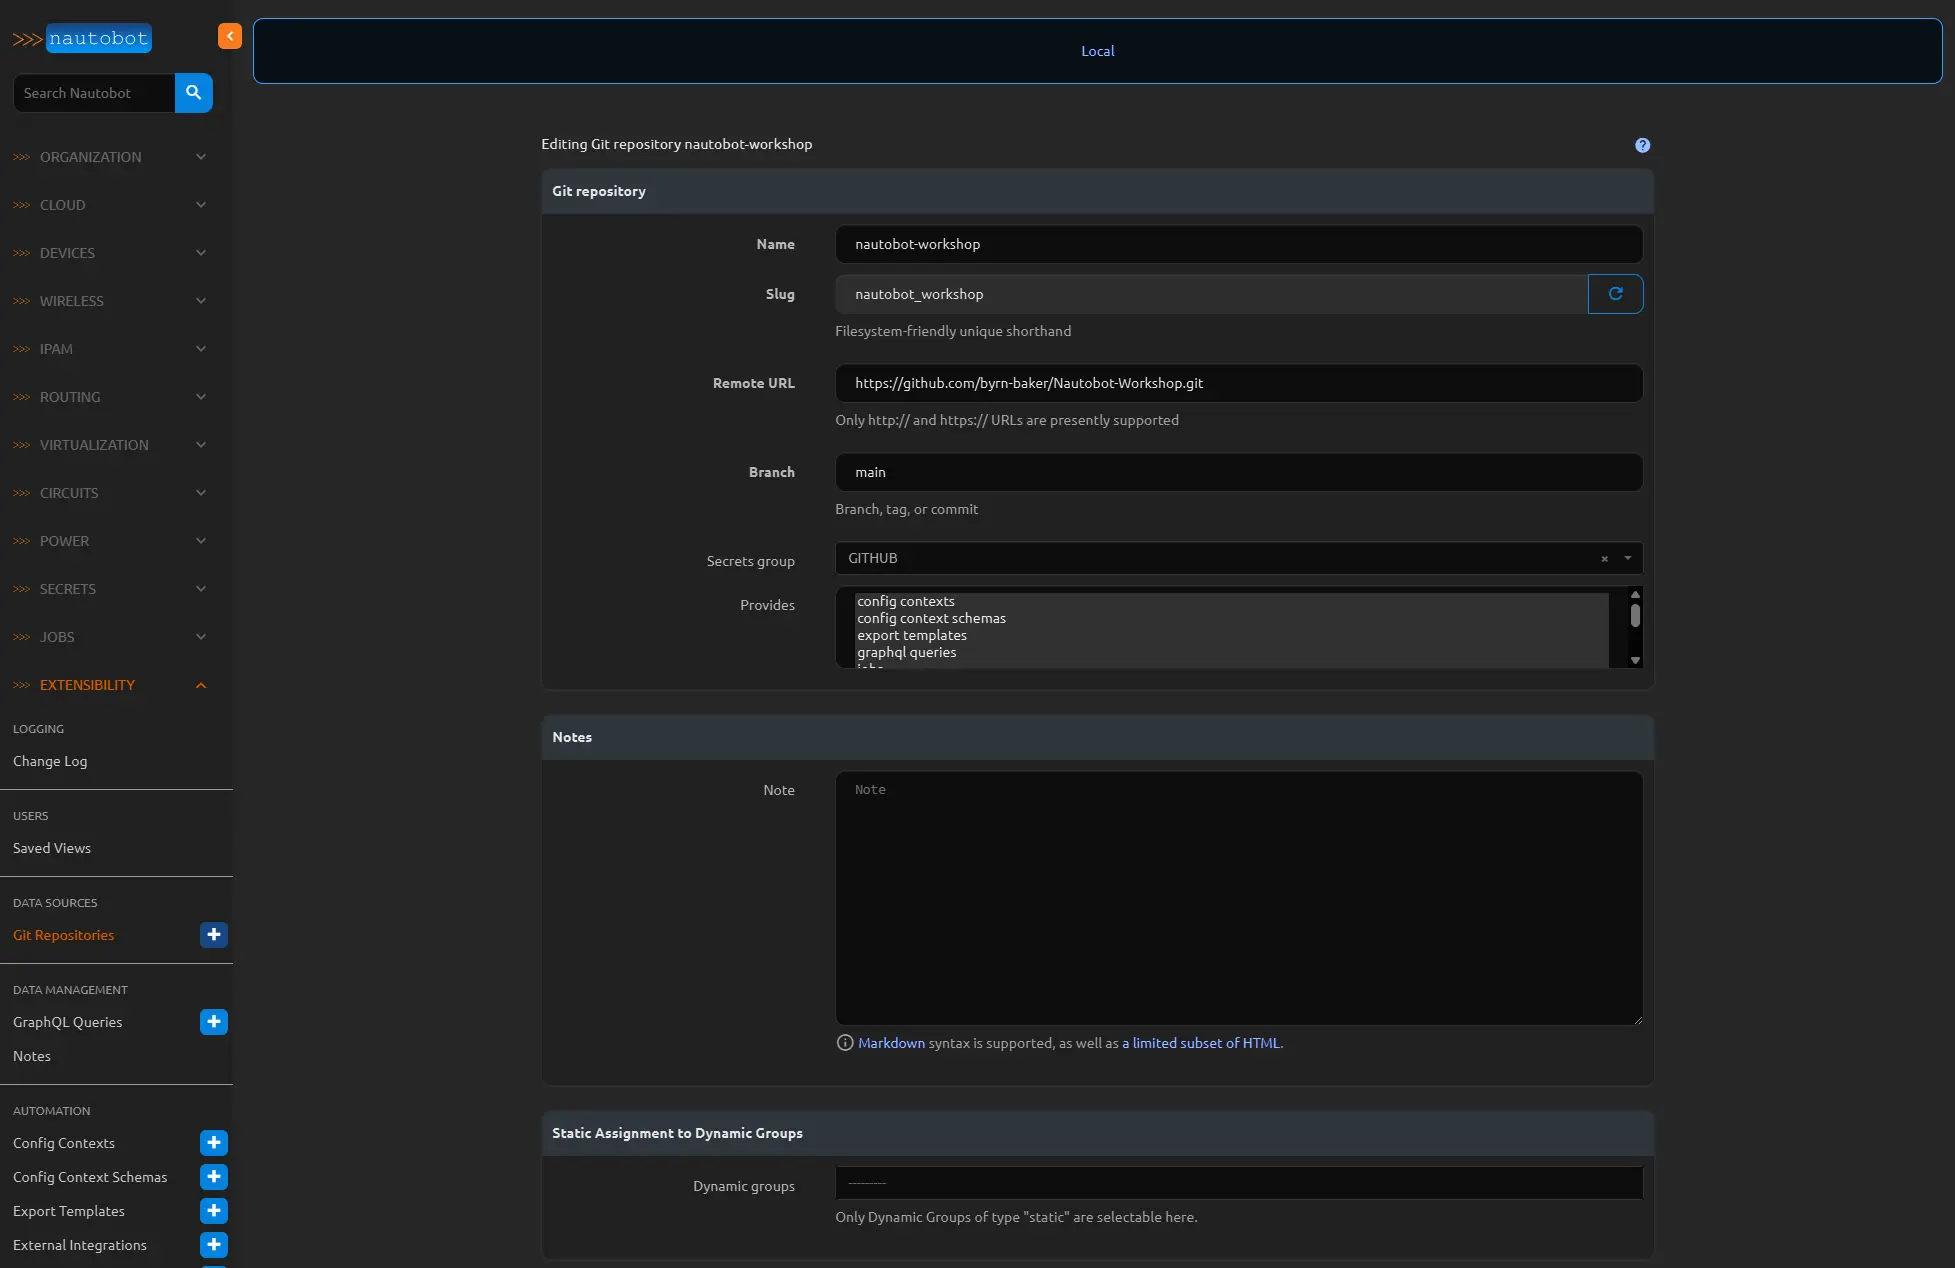 >>> nautobot
Search Nautobot
>>> ORGANIZATION
>>> CLOUD
>>> DEVICES
>>> WIRELESS
>>> IPAM
>>> ROUTING
>>> VIRTUALIZATION
>>> CIRCUITS
>>> POWER
>>> SECRETS
>>> JOBS
>>> EXTENSIBILITY
LOGGING
Change Log
USERS
Saved Views
DATA SOURCES
Git Repositories
DATA MANAGEMENT
GraphQL Queries
Notes
AUTOMATION
Config Contexts
Config Context Schemas
Export Templates
External Integrations
Local
Editing Git repository nautobot-workshop
Git repository
Name nautobot-workshop
Slug nautobot_workshop
Filesystem-friendly unique shorthand
Remote URL https://github.com/byrn-baker/Nautobot-Workshop.git
Only http:// and https:// URLs are presently supported
Branch main
Branch, tag, or commit
Secrets group GITHUB
Provides config contexts
config context schemas
export templates
graphql queries
jobs
Notes
Note Note
Markdown syntax is supported, as well as a limited subset of HTML.
Static Assignment to Dynamic Groups
Dynamic groups ---------
Only Dynamic Groups of type "static" are selectable here.